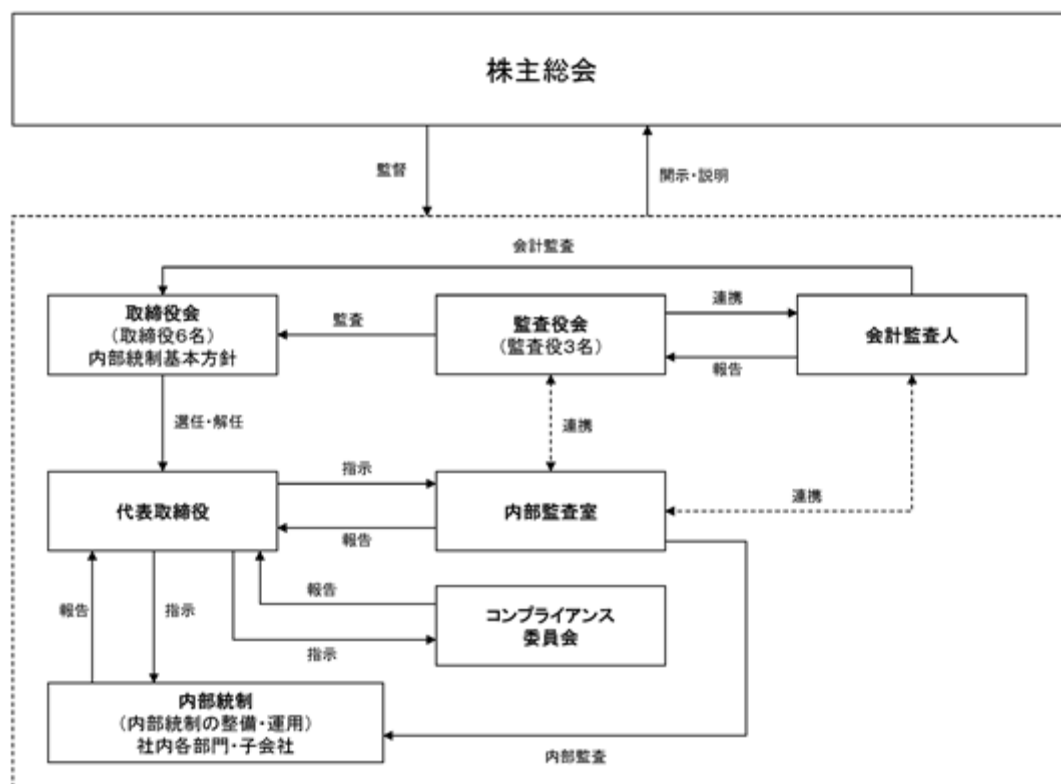 株主総会
監督
開示・説明
会計監査
取締役会
（取締役6名）
内部統制基本方針
監査
監査役会
（監査役3名）
連携
報告
会計監査人
選任・解任
連携
代表取締役
指示
報告
内部監査室
連携
報告
指示
報告
指示
コンプライアンス
委員会
内部統制
（内部統制の整備・運用）
社内各部門・子会社
内部監査